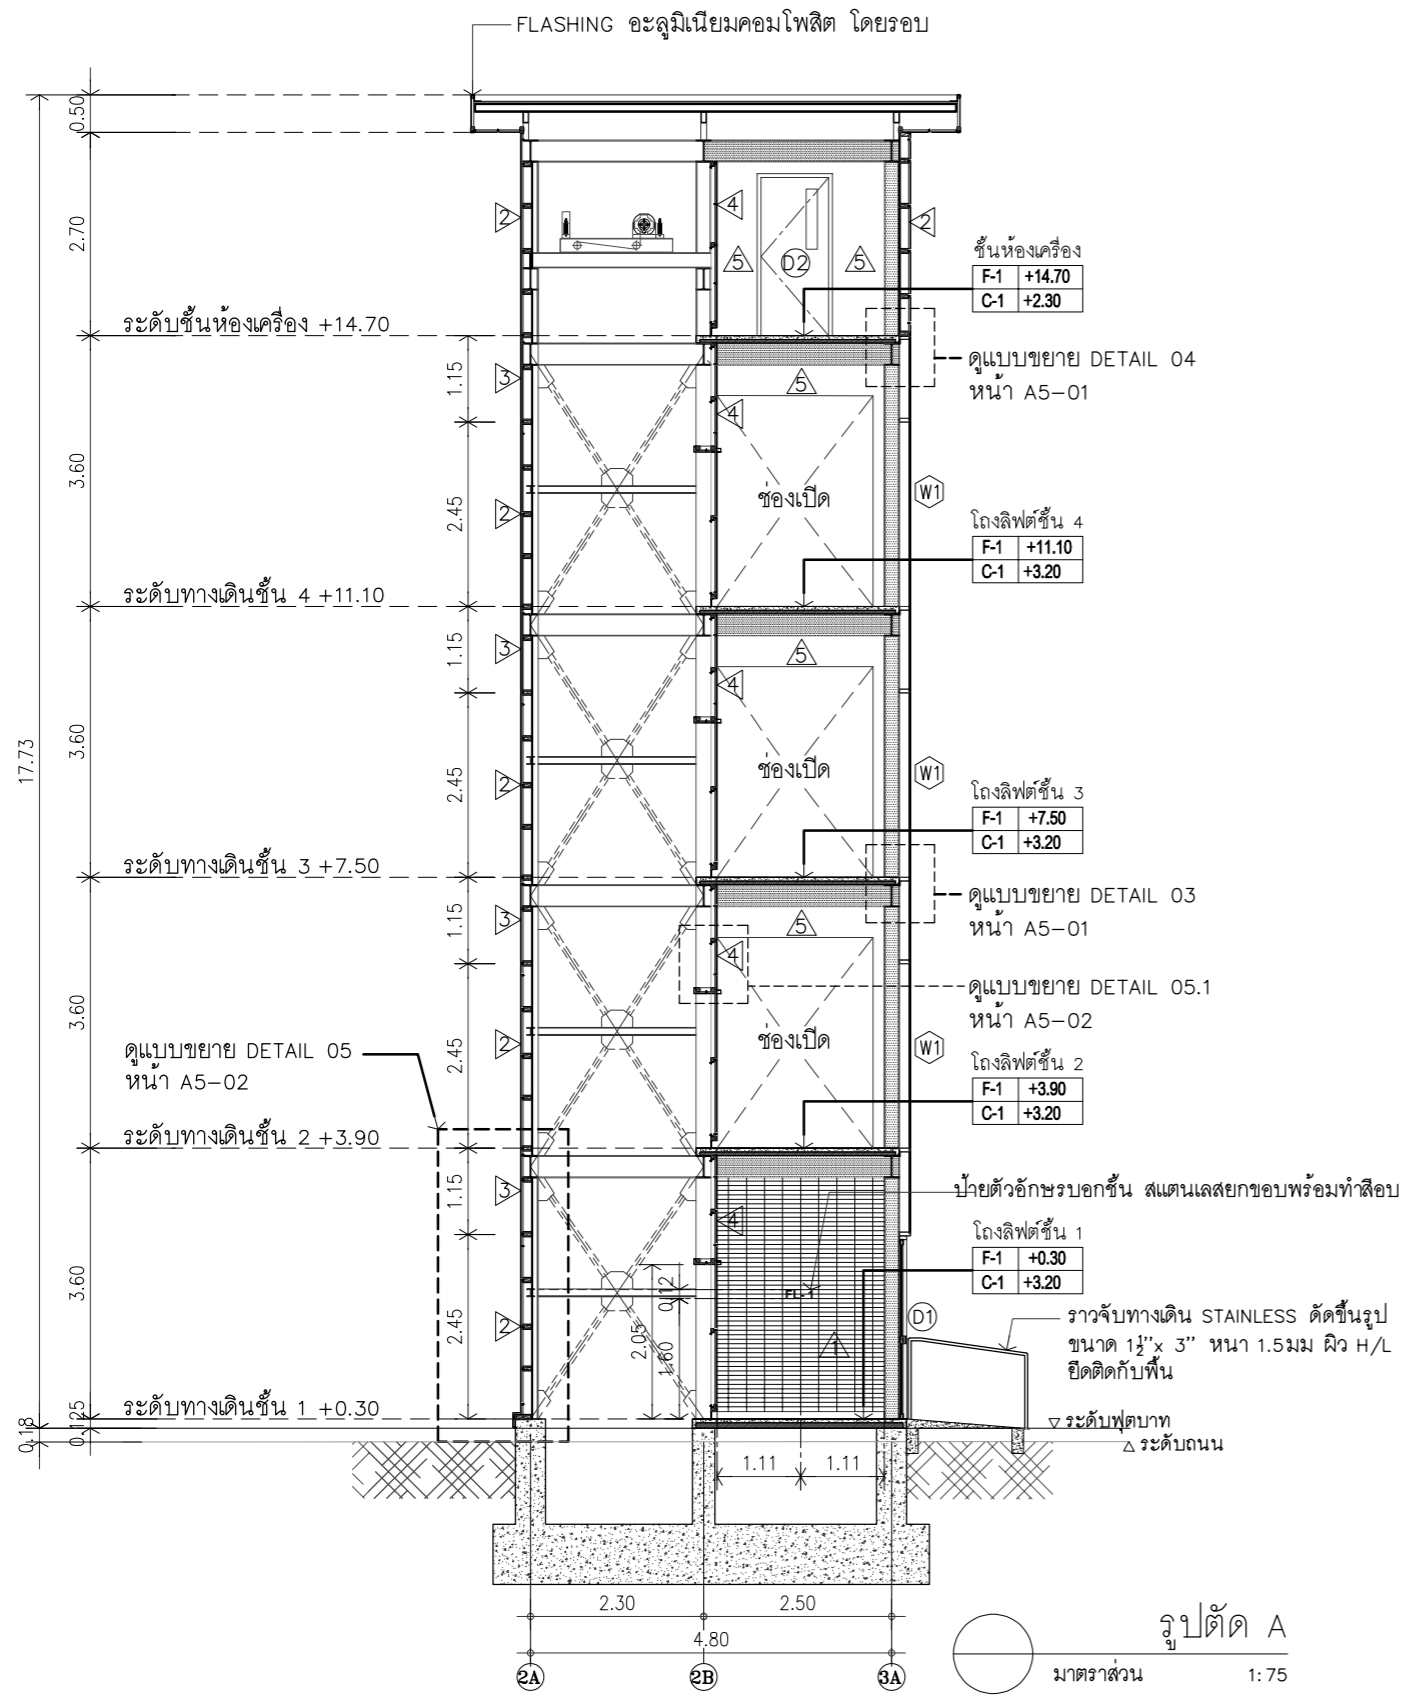 FLASHING อะลูมิเนียมคอมโพสิต โดยรอบ
0.50
2.70
17.73
2
4
2
5
D2
5
ชั้นห้องเครื่อง
F-1 +14.70
C-1 +2.30
ระดับชั้นห้องเครื่อง +14.70
ดูแบบขยาย DETAIL 04
หน้า A5-01
3.60
1.15
2.45
3
2
5
4
ช่องเปิด
W1
โถงลิฟต์ชั้น 4
F-1 +11.10
C-1 +3.20
ระดับทางเดินชั้น 4 +11.10
3.60
1.15
2.45
3
2
5
4
ช่องเปิด
W1
โถงลิฟต์ชั้น 3
F-1 +7.50
C-1 +3.20
ระดับทางเดินชั้น 3 +7.50
ดูแบบขยาย DETAIL 03
หน้า A5-01
3.60
1.15
2.45
3
2
5
4
ดูแบบขยาย DETAIL 05.1
หน้า A5-02
ช่องเปิด
W1
ดูแบบขยาย DETAIL 05
หน้า A5-02
โถงลิฟต์ชั้น 2
F-1 +3.90
C-1 +3.20
ระดับทางเดินชั้น 2 +3.90
3.60
1.15
2.45
3
2
4
ป้ายตัวอักษรบอกชั้น สแตนเลสยกขอบพร้อมทำสีอบ
โถงลิฟต์ชั้น 1
F-1 +0.30
C-1 +3.20
0.12
2.05
1.60
FL-1
1
D1
ราวจับทางเดิน STAINLESS ดัดขึ้นรูป
ขนาด 1½"x 3" หนา 1.5มม ผิว H/L
ยึดติดกับพื้น
ระดับทางเดินชั้น 1 +0.30
0.125
0.18
ระดับฟุตบาท
ระดับถนน
1.11
1.11
2.30
2.50
4.80
2A
2B
3A
รูปตัด A
มาตราส่วน 1:75